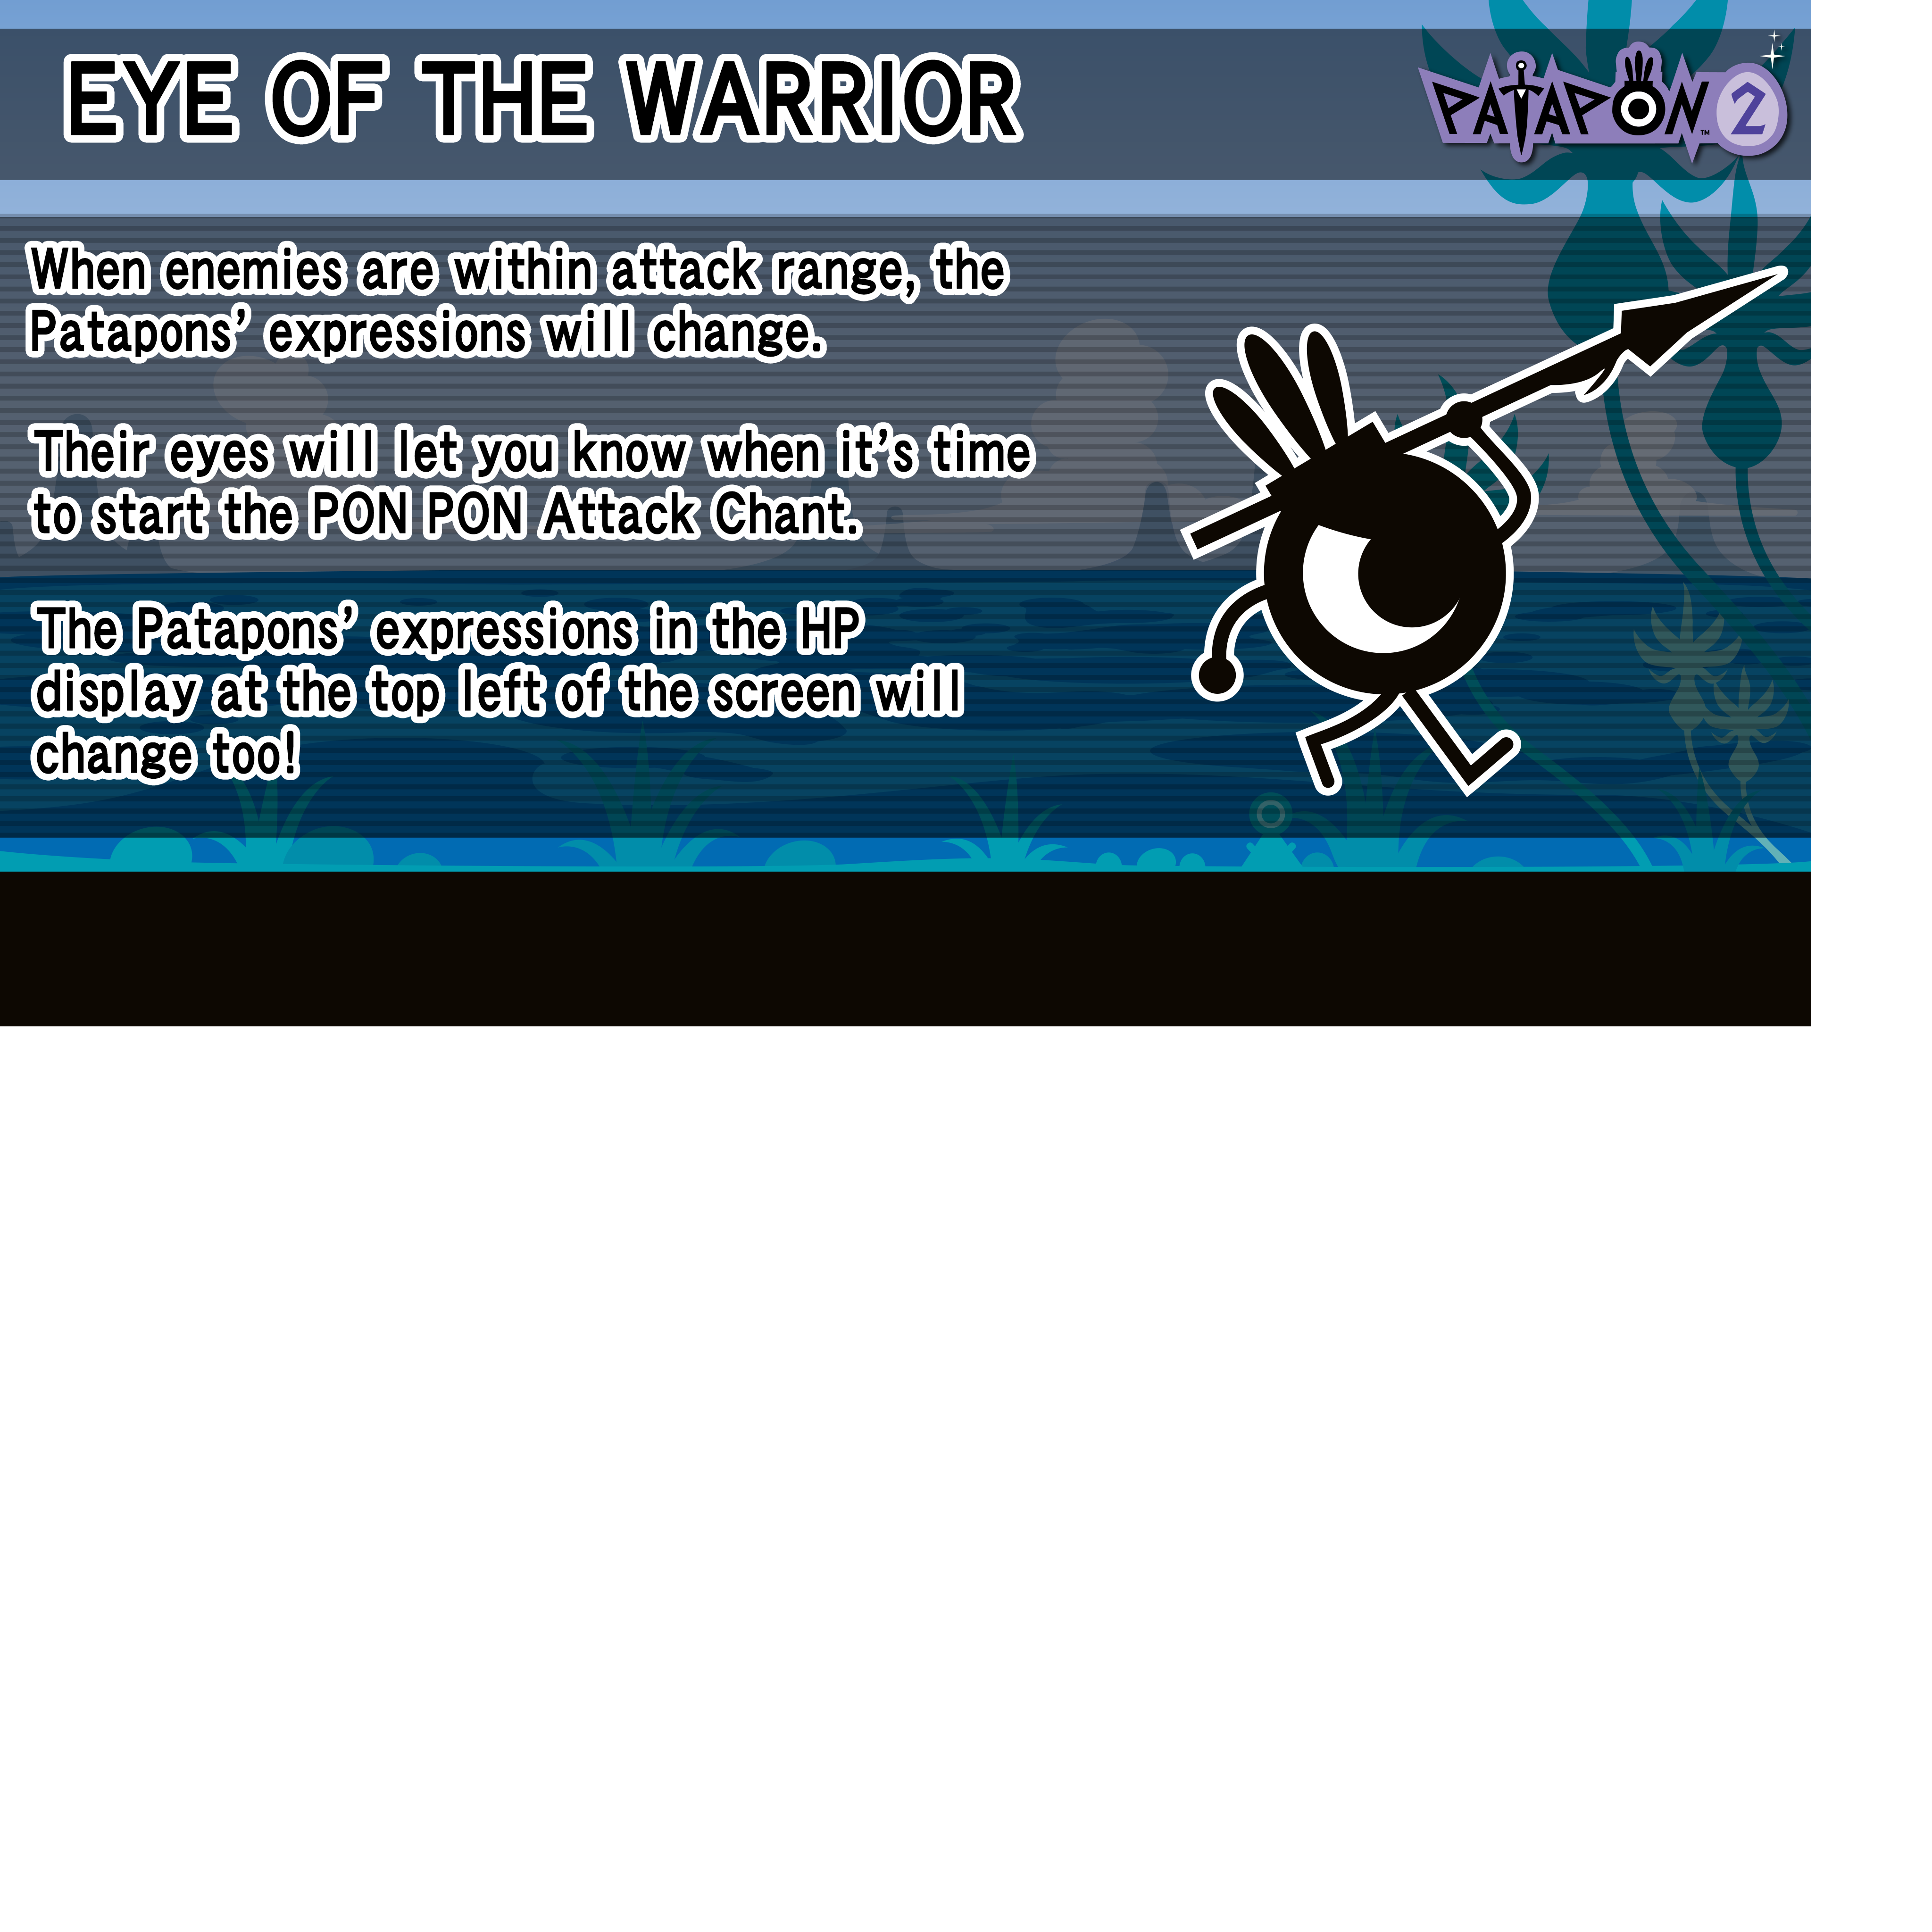 EYE OF THE WARRIOR
PATAPON™ 2
When enemies are within attack range, the
Patapons’ expressions will change.
Their eyes will let you know when it’s time
to start the PON PON Attack Chant.
The Patapons’ expressions in the HP
display at the top left of the screen will
change too!